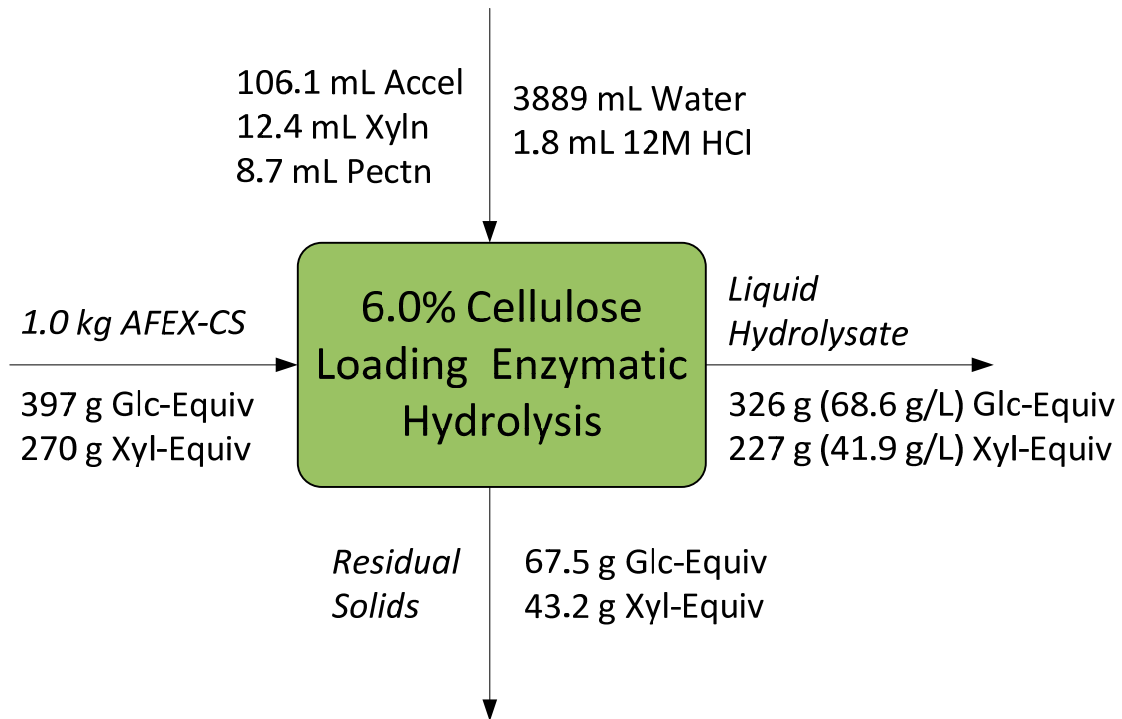 106.1 mL Accel
12.4 mL Xyln
8.7 mL Pectn
3889 mL Water
1.8 mL 12M HCl
1.0 kg AFEX-CS
397 g Glc-Equiv
270 g Xyl-Equiv
6.0% Cellulose
Loading Enzymatic
Hydrolysis
Liquid
Hydrolysate
326 g (68.6 g/L) Glc-Equiv
227 g (41.9 g/L) Xyl-Equiv
Residual
Solids
67.5 g Glc-Equiv
43.2 g Xyl-Equiv